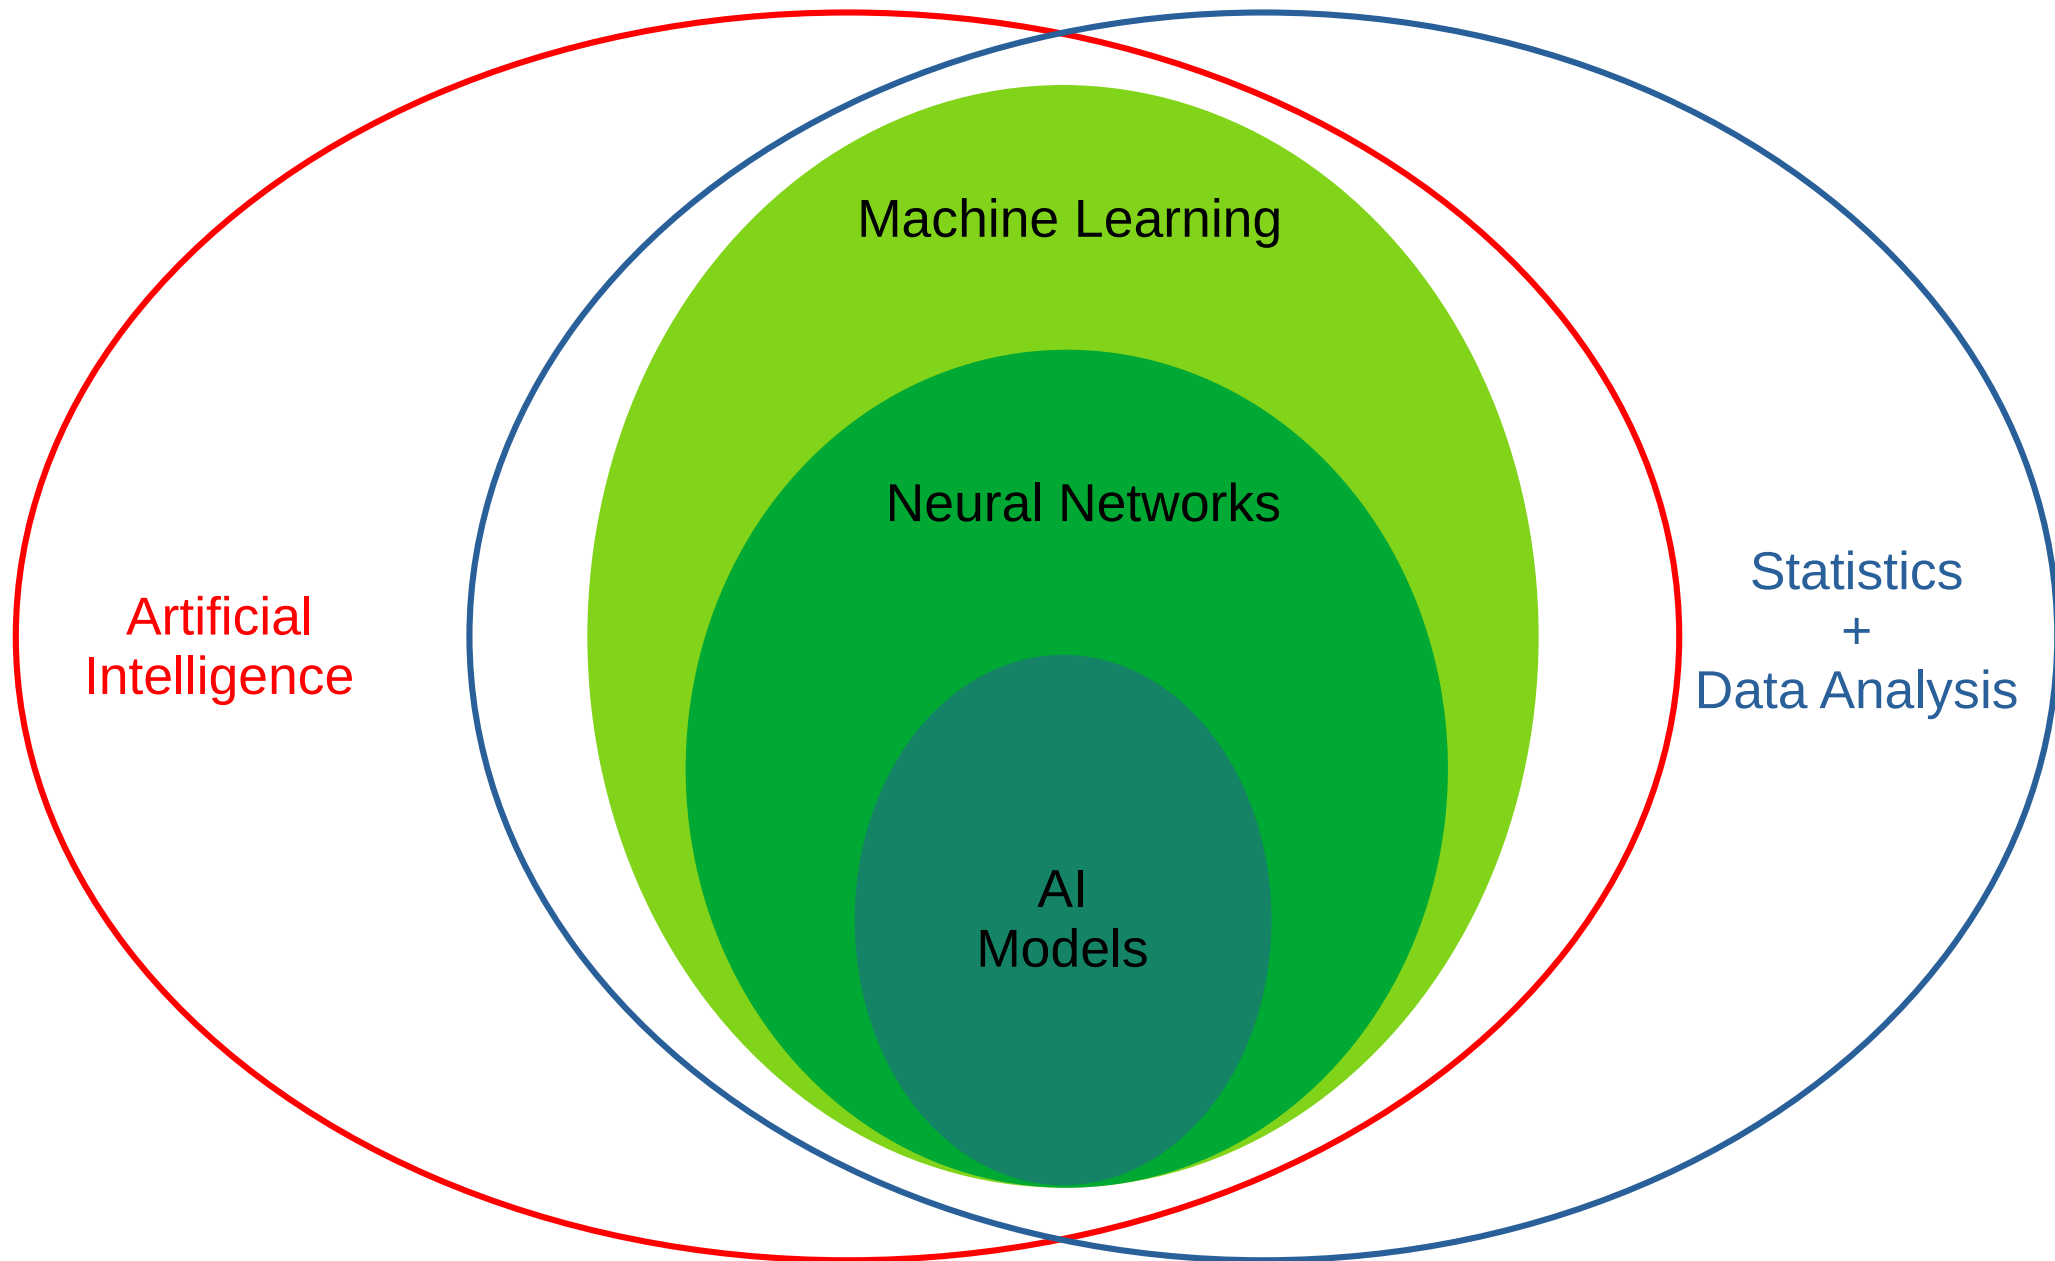 Machine Learning
Neural Networks
Artificial
Intelligence
Statistics
+
Data Analysis
AI
Models